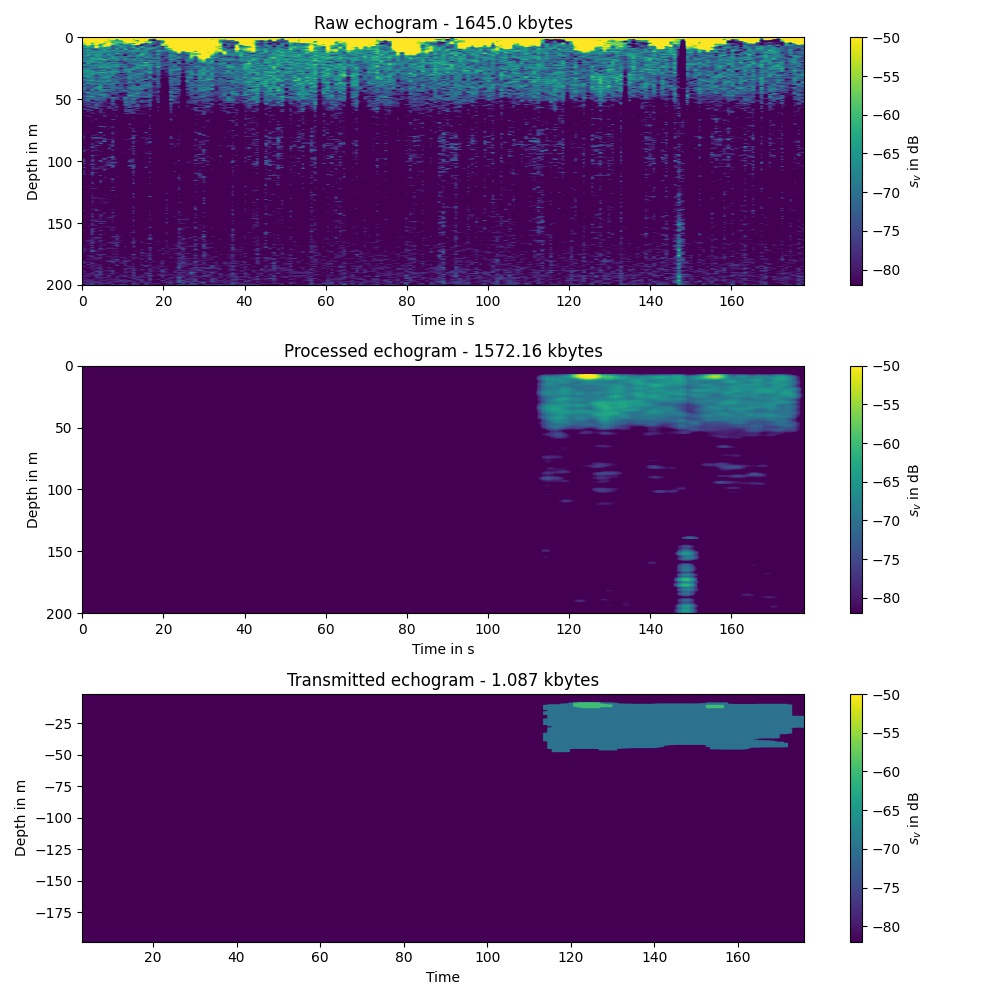 Raw echogram - 1645.0 kbytes
0
50
100
150
200
Depth in m
0 20 40 60 80 100 120 140 160
Time in s
−50
−55
−60
−65
−70
−75
−80
sv in dB
Processed echogram - 1572.16 kbytes
0
50
100
150
200
Depth in m
0 20 40 60 80 100 120 140 160
Time in s
−50
−55
−60
−65
−70
−75
−80
sv in dB
Transmitted echogram - 1.087 kbytes
−25
−50
−75
−100
−125
−150
−175
Depth in m
20 40 60 80 100 120 140 160
Time
−50
−55
−60
−65
−70
−75
−80
sv in dB